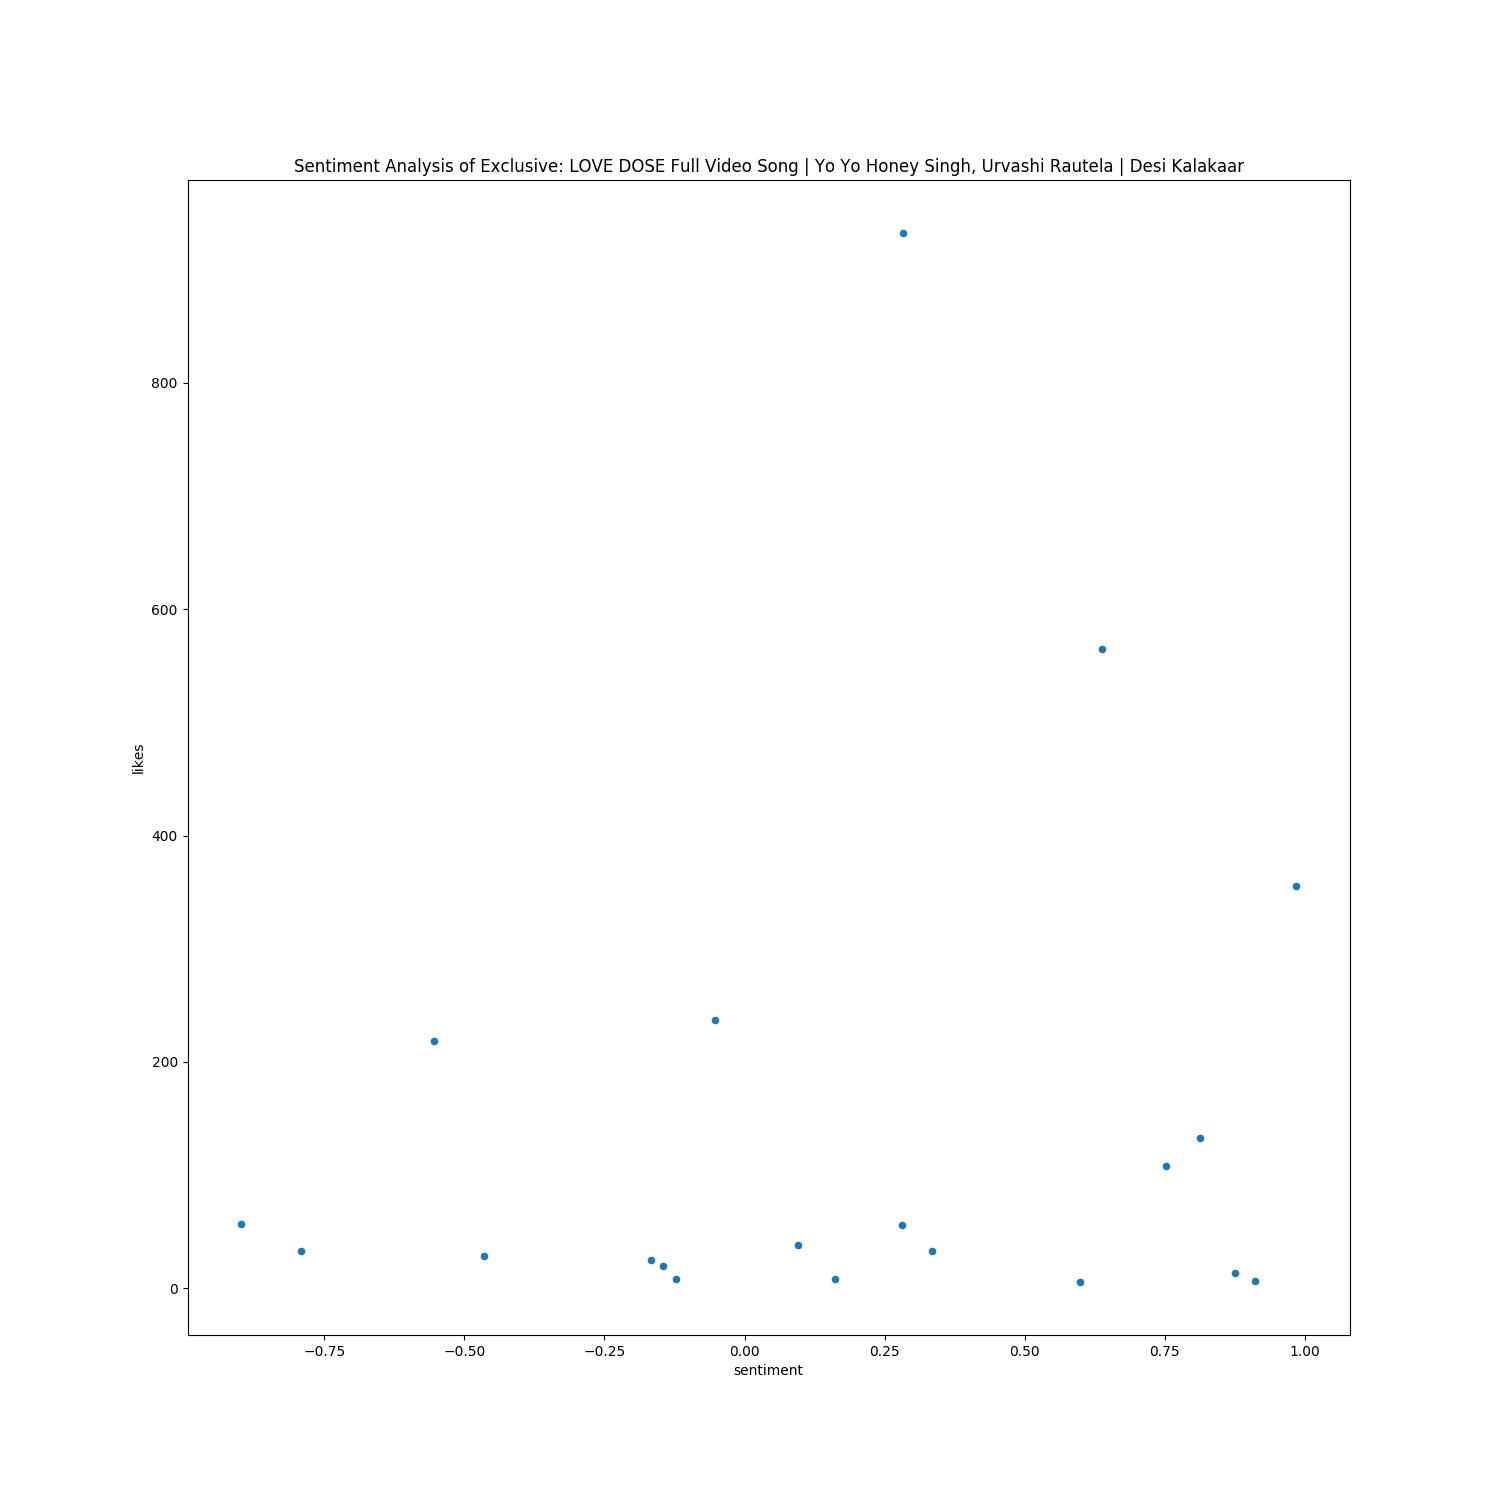 Sentiment Analysis of Exclusive: LOVE DOSE Full Video Song | Yo Yo Honey Singh, Urvashi Rautela | Desi Kalakaar
800
600
400
200
0
likes
−0.75 −0.50 −0.25 0.00 0.25 0.50 0.75 1.00
sentiment